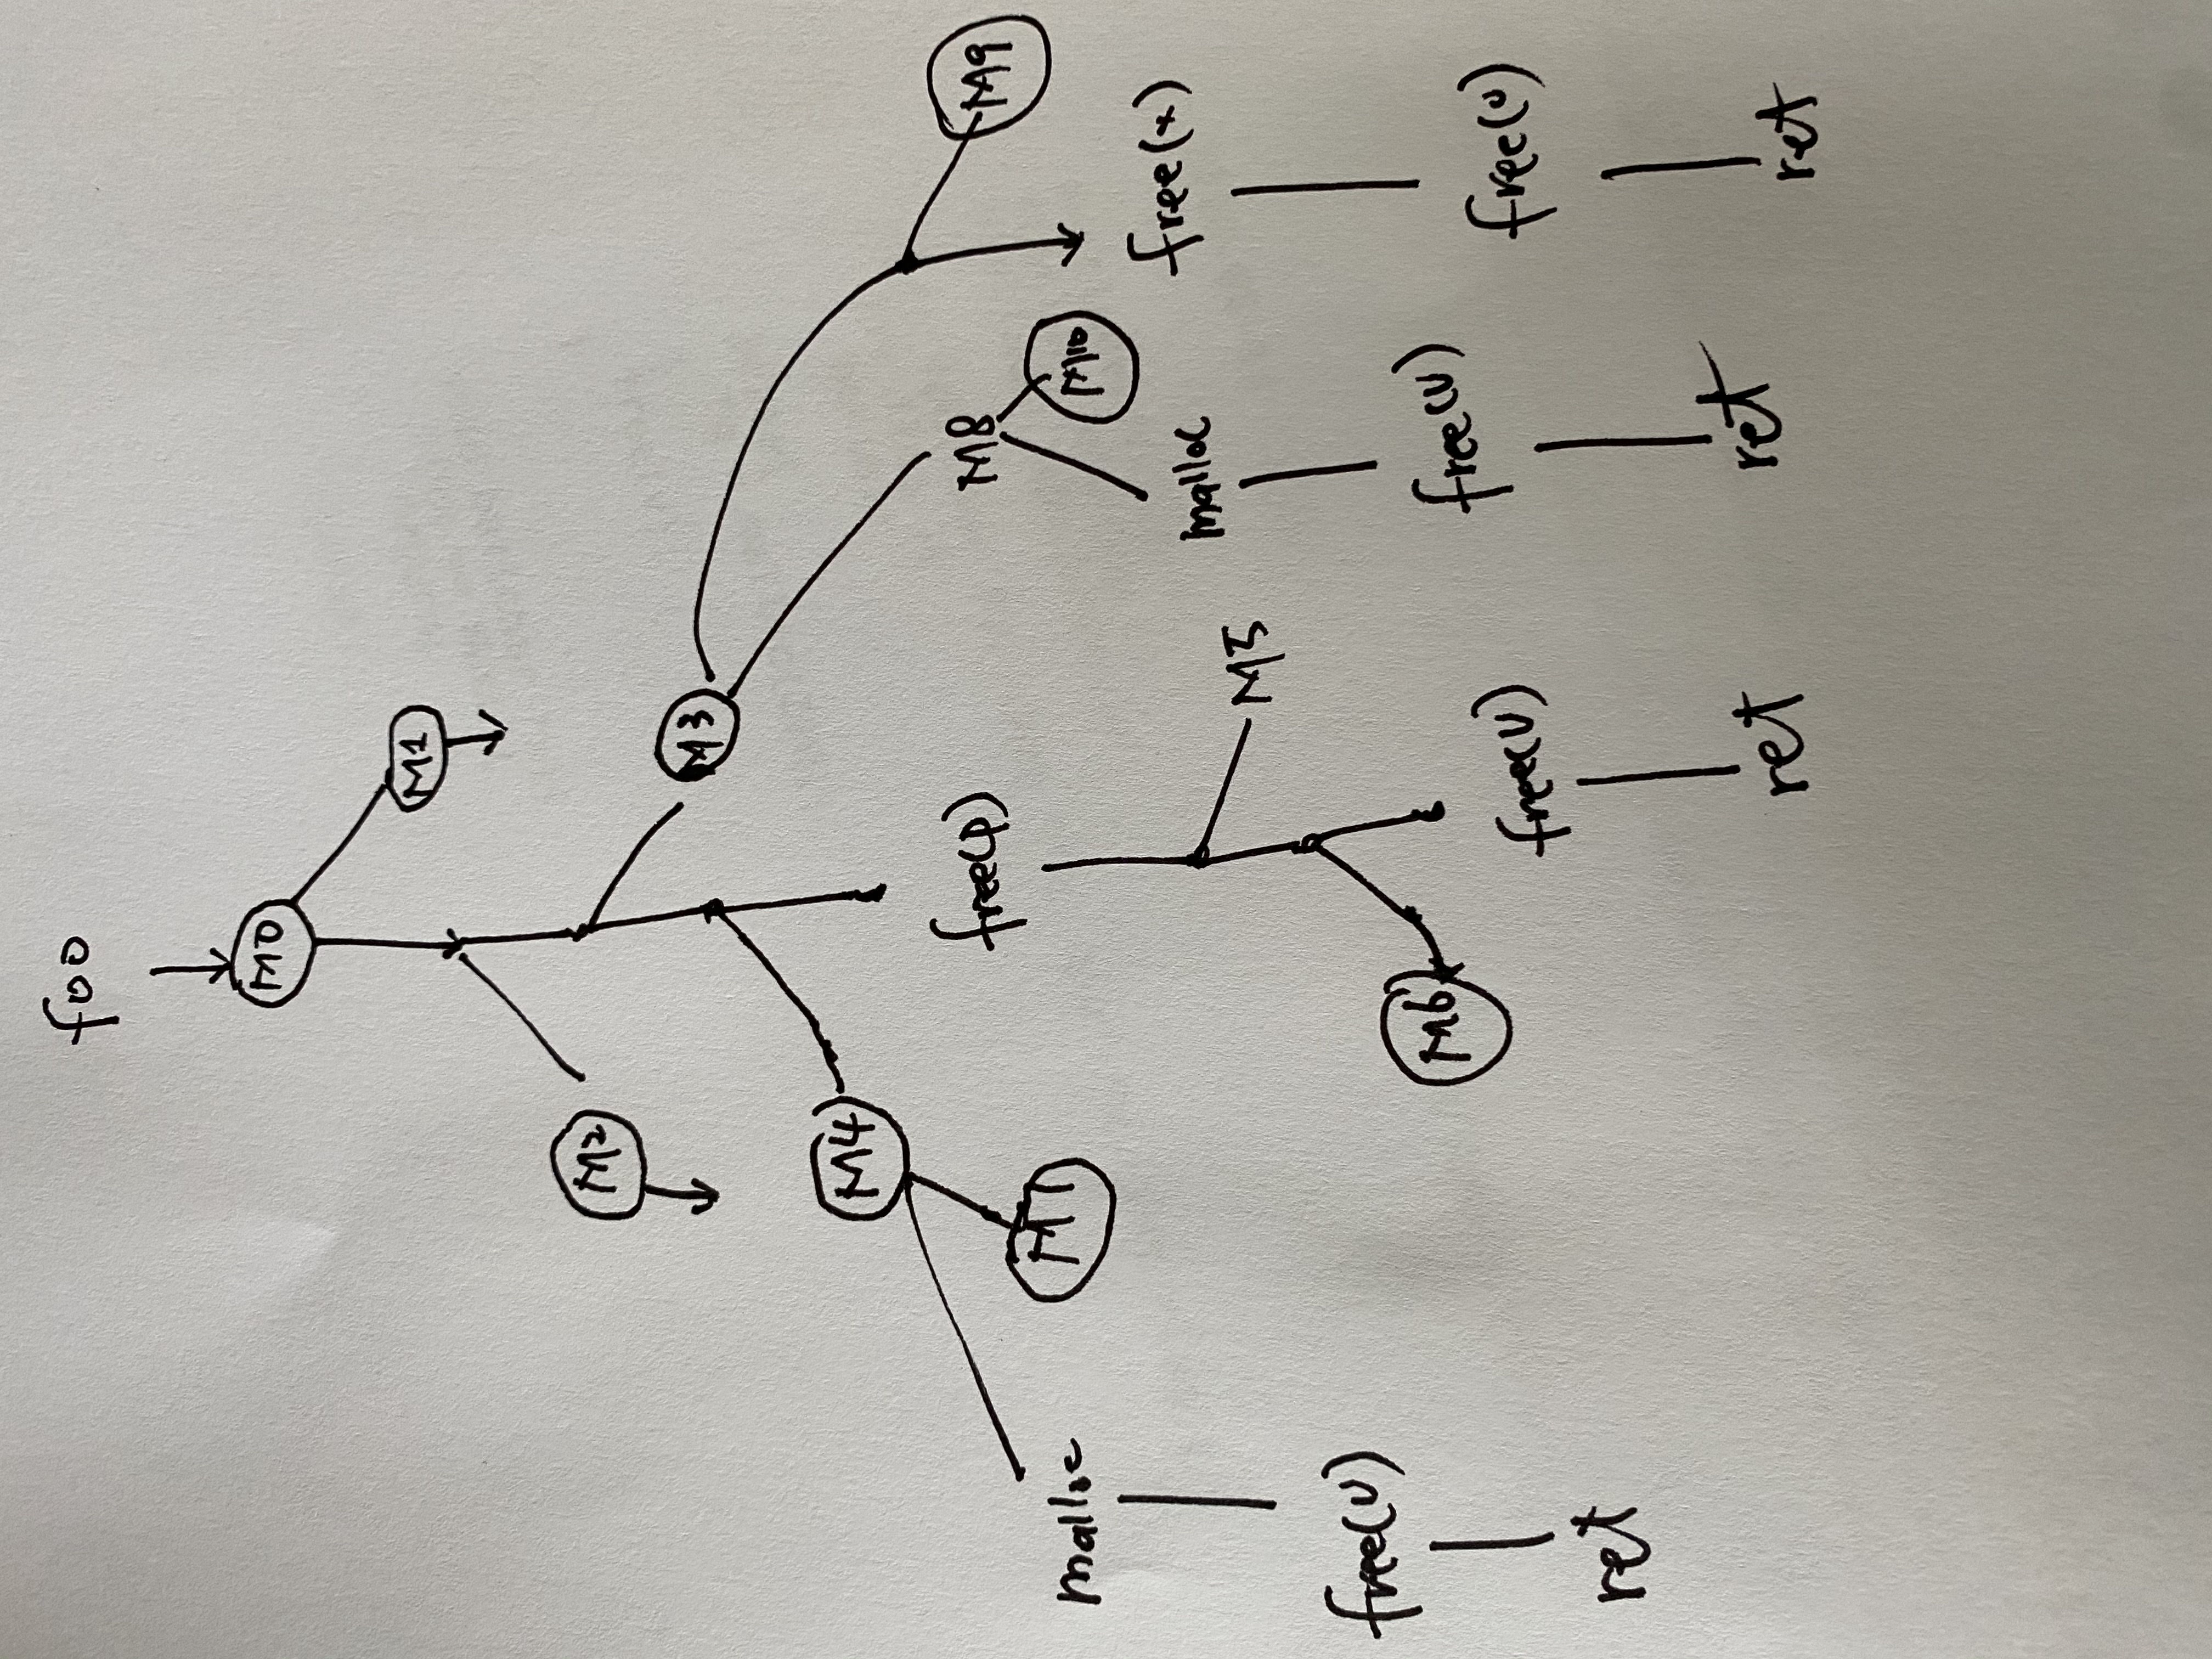 foo
M0
M1
M2
M3
M4
free(p)
M8
M9
malloc
M7
M10
free(x)
malloc
M5
free(v)
M6
free(v)
free(v)
free(v)
ret
ret
ret
ret